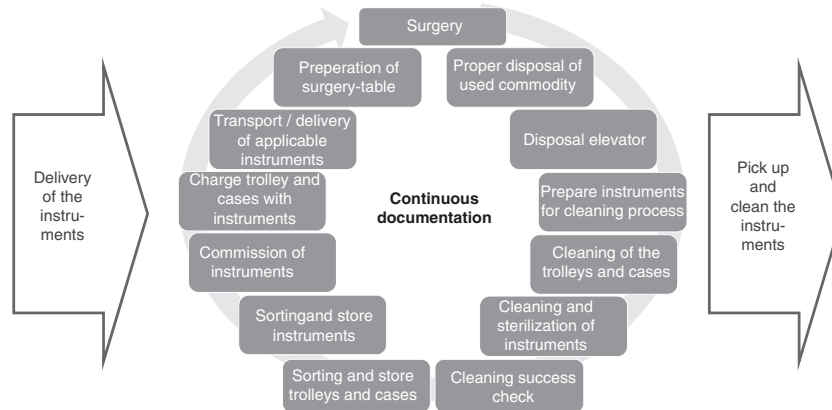 Surgery
Proper disposal of
used commodity
Disposal elevator
Prepare instruments
for cleaning process
Cleaning of the
trolleys and cases
Cleaning and
sterilization of
instruments
Cleaning success
check
Sorting and store
trolleys and cases
Sortingand store
instruments
Commission of
instruments
Charge trolley and
cases with
instruments
Transport / delivery
of applicable
instruments
Preperation of
surgery-table
Continuous
documentation
Delivery
of the
instru-
ments
Pick up
and
clean the
instru-
ments